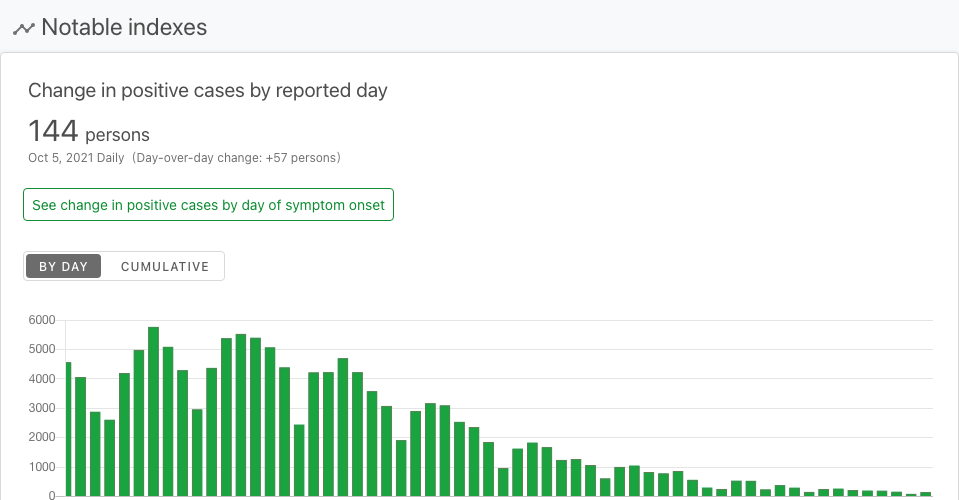 Notable indexes
Change in positive cases by reported day
144 persons
Oct 5, 2021 Daily (Day-over-day change: +57 persons)
See change in positive cases by day of symptom onset
BY DAY CUMULATIVE
6000
5000
4000
3000
2000
1000
0